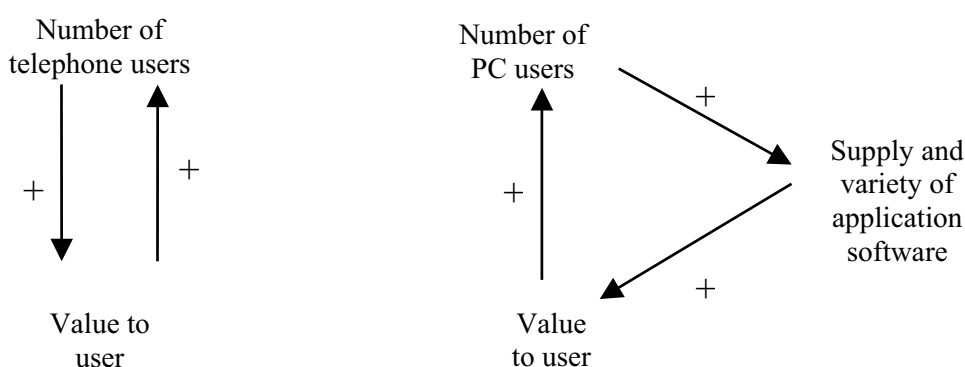 Number of
telephone users
+
+
Value to
user
Number of
PC users
+
+
+
Supply and
variety of
application
software
Value
to user